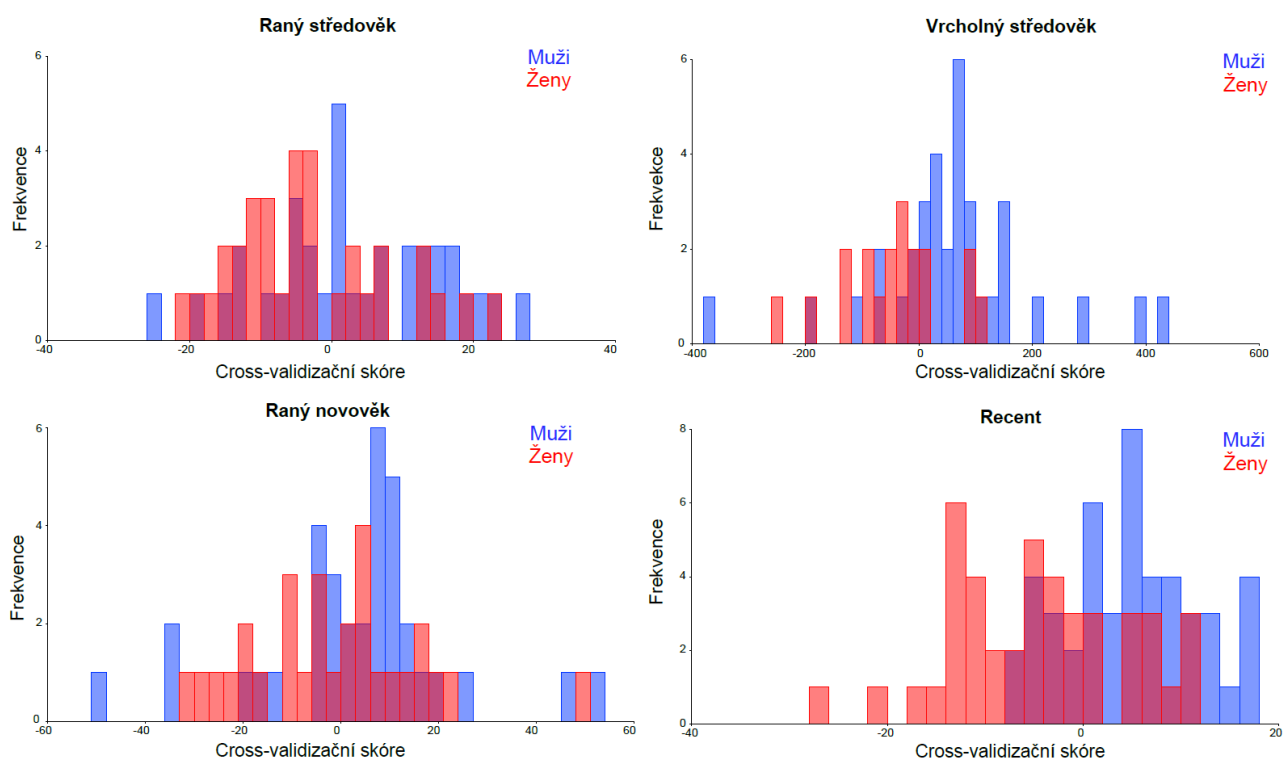 Raný středověk
Muži
Ženy
6
4
2
0
Frekvence
-40
-20
0
20
40
Cross-validizační skóre
Vrcholný středověk
Muži
Ženy
6
4
2
0
Frekvekce
-400
-200
0
200
400
600
Cross-validizační skóre
Raný novověk
Muži
Ženy
6
4
2
0
Frekvence
-60
-40
-20
0
20
40
60
Cross-validizační skóre
Recent
Muži
Ženy
8
6
4
2
0
Frekvence
-40
-20
0
20
Cross-validizační skóre